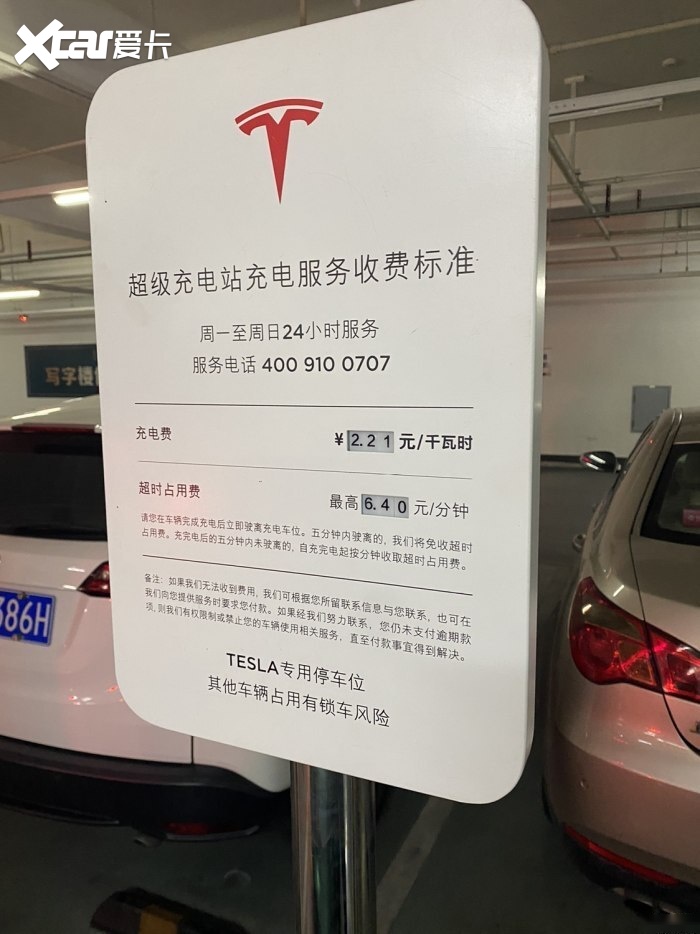 Xcar爱卡
超级充电站充电服务收费标准
周一至周日24小时服务
服务电话 400 910 0707
写字楼
充电费 ¥ 2.21 元/千瓦时
超时占用费 最高 6.40 元/分钟
请您在车辆完成充电后立即驶离充电车位。五分钟内驶离的, 我们将免收超时
占用费。充完电后的五分钟内未驶离的, 自充完电起按分钟收取超时占用费。
备注: 如果我们无法收到费用, 我们可根据您所留联系信息与您联系, 也可在
我们向您提供服务时要求您付款。如果经我们努力联系, 您仍未支付逾期款
项, 则我们有权限制或禁止您的车辆使用相关服务, 直至付款事宜得到解决。
386H
TESLA专用停车位
其他车辆占用有锁车风险